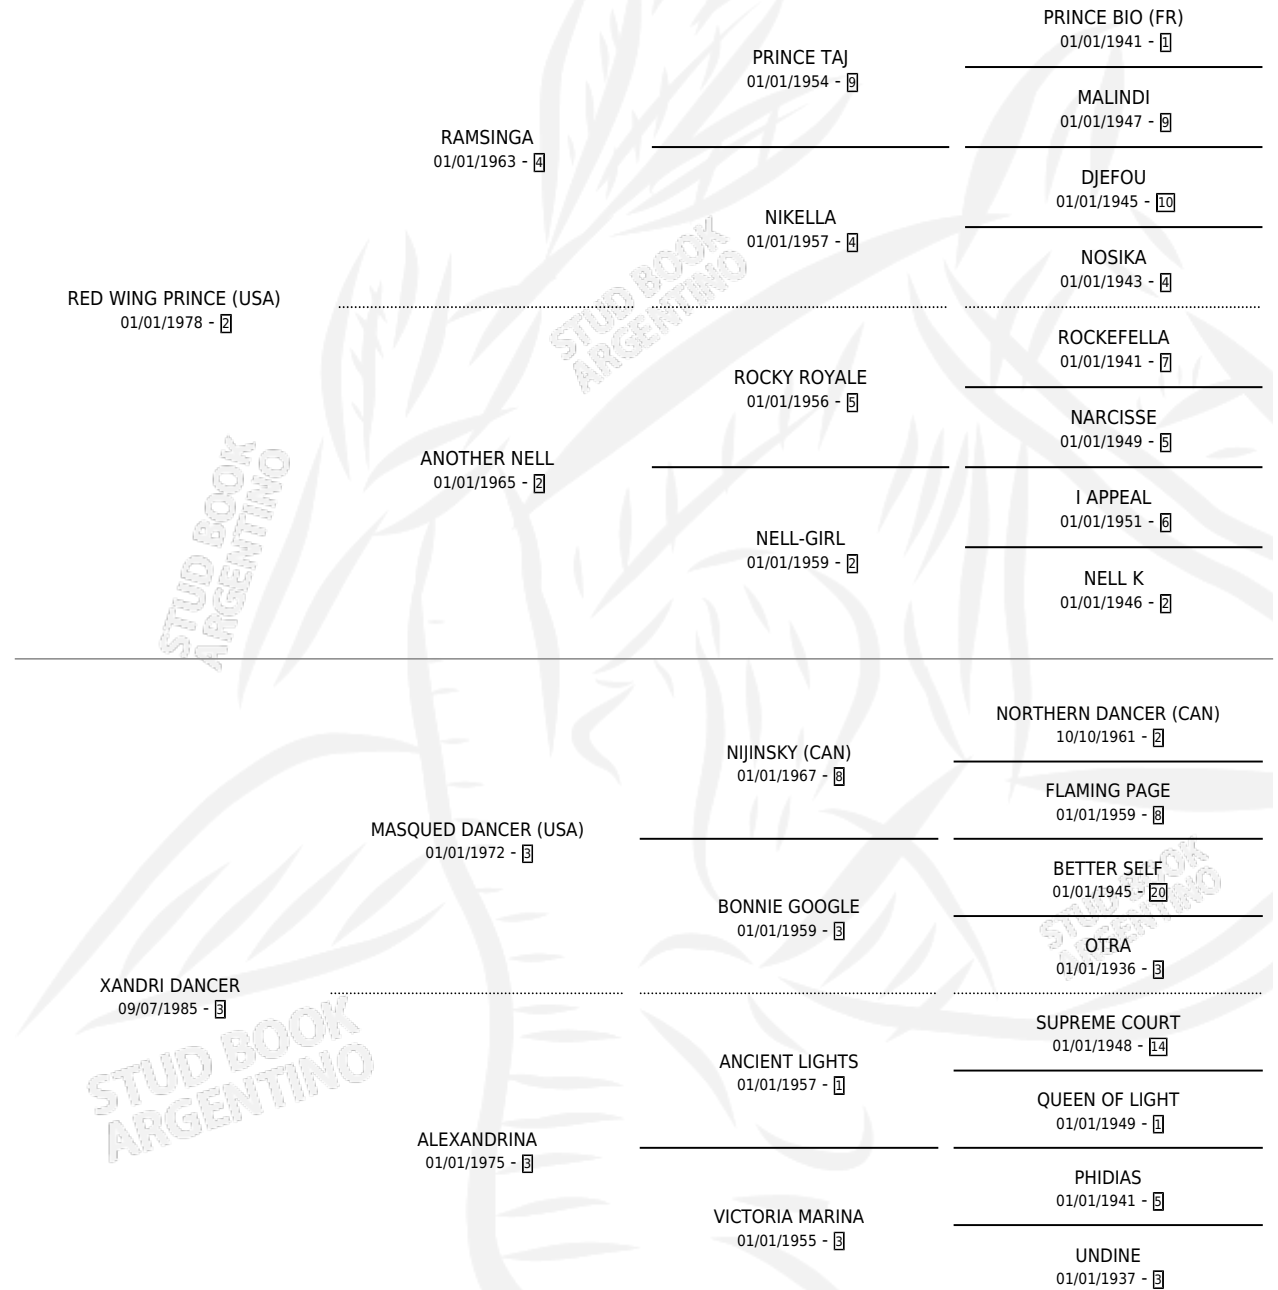 PRINCE BIO (FR)
01/01/1941 - 1
PRINCE TAJ
01/01/1954 - 9
MALINDI
01/01/1947 - 9
RAMSINGA
01/01/1963 - 4
DJEFOU
01/01/1945 - 10
NIKELLA
01/01/1957 - 4
NOSIKA
01/01/1943 - 4
RED WING PRINCE (USA)
01/01/1978 - 2
ROCKEFELLA
01/01/1941 - 7
ROCKY ROYALE
01/01/1956 - 5
NARCISSE
01/01/1949 - 5
ANOTHER NELL
01/01/1965 - 2
I APPEAL
01/01/1951 - 6
NELL-GIRL
01/01/1959 - 2
NELL K
01/01/1946 - 2
STUD BOOK
ARGENTINO
STUD BOOK
ARGENTINO
NORTHERN DANCER (CAN)
10/10/1961 - 2
NIJINSKY (CAN)
01/01/1967 - 8
FLAMING PAGE
01/01/1959 - 8
MASQUED DANCER (USA)
01/01/1972 - 3
BETTER SELF
01/01/1945 - 20
BONNIE GOOGLE
01/01/1959 - 3
OTRA
01/01/1936 - 3
XANDRI DANCER
09/07/1985 - 3
SUPREME COURT
01/01/1948 - 14
ANCIENT LIGHTS
01/01/1957 - 1
QUEEN OF LIGHT
01/01/1949 - 1
ALEXANDRINA
01/01/1975 - 3
PHIDIAS
01/01/1941 - 5
VICTORIA MARINA
01/01/1955 - 3
UNDINE
01/01/1937 - 3
STUD BOOK
ARGENTINO
STUD BOOK
ARGENTINO